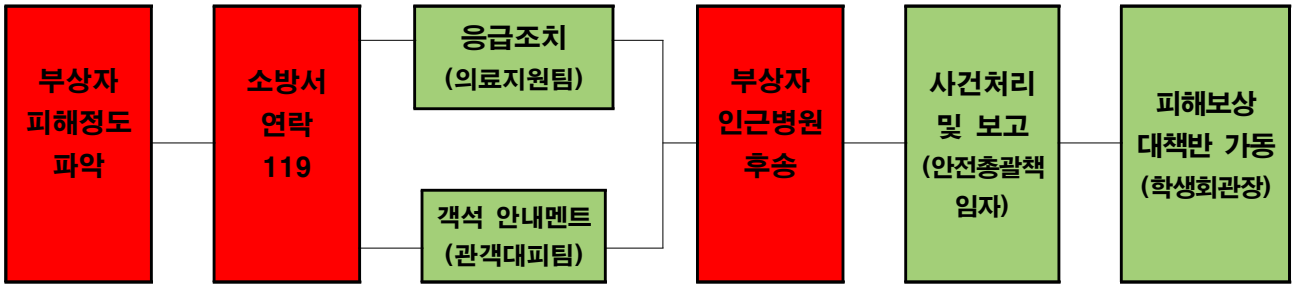 부상자
피해정도
파악
소방서
연락
119
응급조치
(의료지원팀)
객석 안내멘트
(관객대피팀)
부상자
인근병원
후송
사건처리
및 보고
(안전총괄책
임자)
피해보상
대책반 가동
(학생회관장)